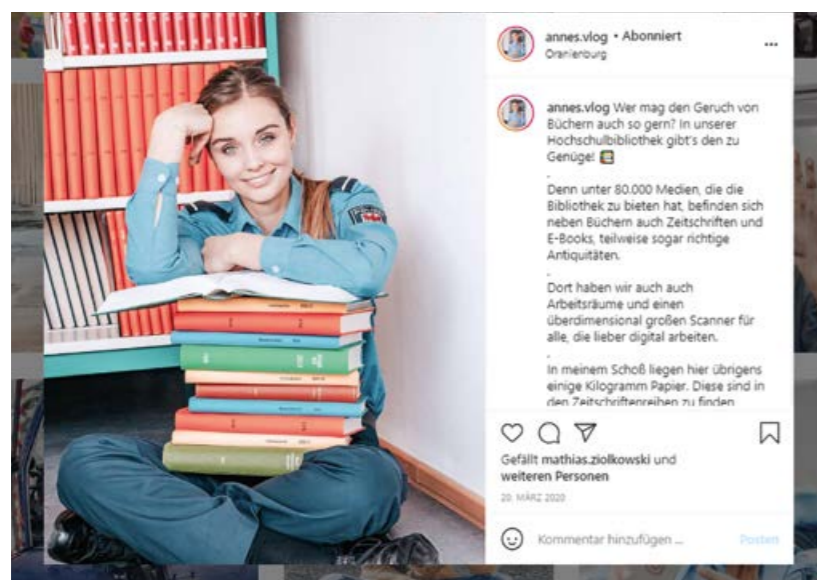 annes.vlog • Abonniert
Oranienburg
annes.vlog Wer mag den Geruch von
Büchern auch so gern? In unserer
Hochschulbibliothek gibt's den zu
Genüge! 📚
.
Denn unter 80.000 Medien, die die
Bibliothek zu bieten hat, befinden sich
neben Büchern auch Zeitschriften und
E-Books, teilweise sogar richtige
Antiquitäten.
.
Dort haben wir auch auch
Arbeitsräume und einen
überdimensional großen Scanner für
alle, die lieber digital arbeiten.
.
In meinem Schoß liegen hier übrigens
einige Kilogramm Papier. Diese sind in
den Zeitschriftenreihen zu finden
Gefällt mathias.ziolkowski und
weiteren Personen
20. MÄRZ 2020
Kommentar hinzufügen ...
Posten